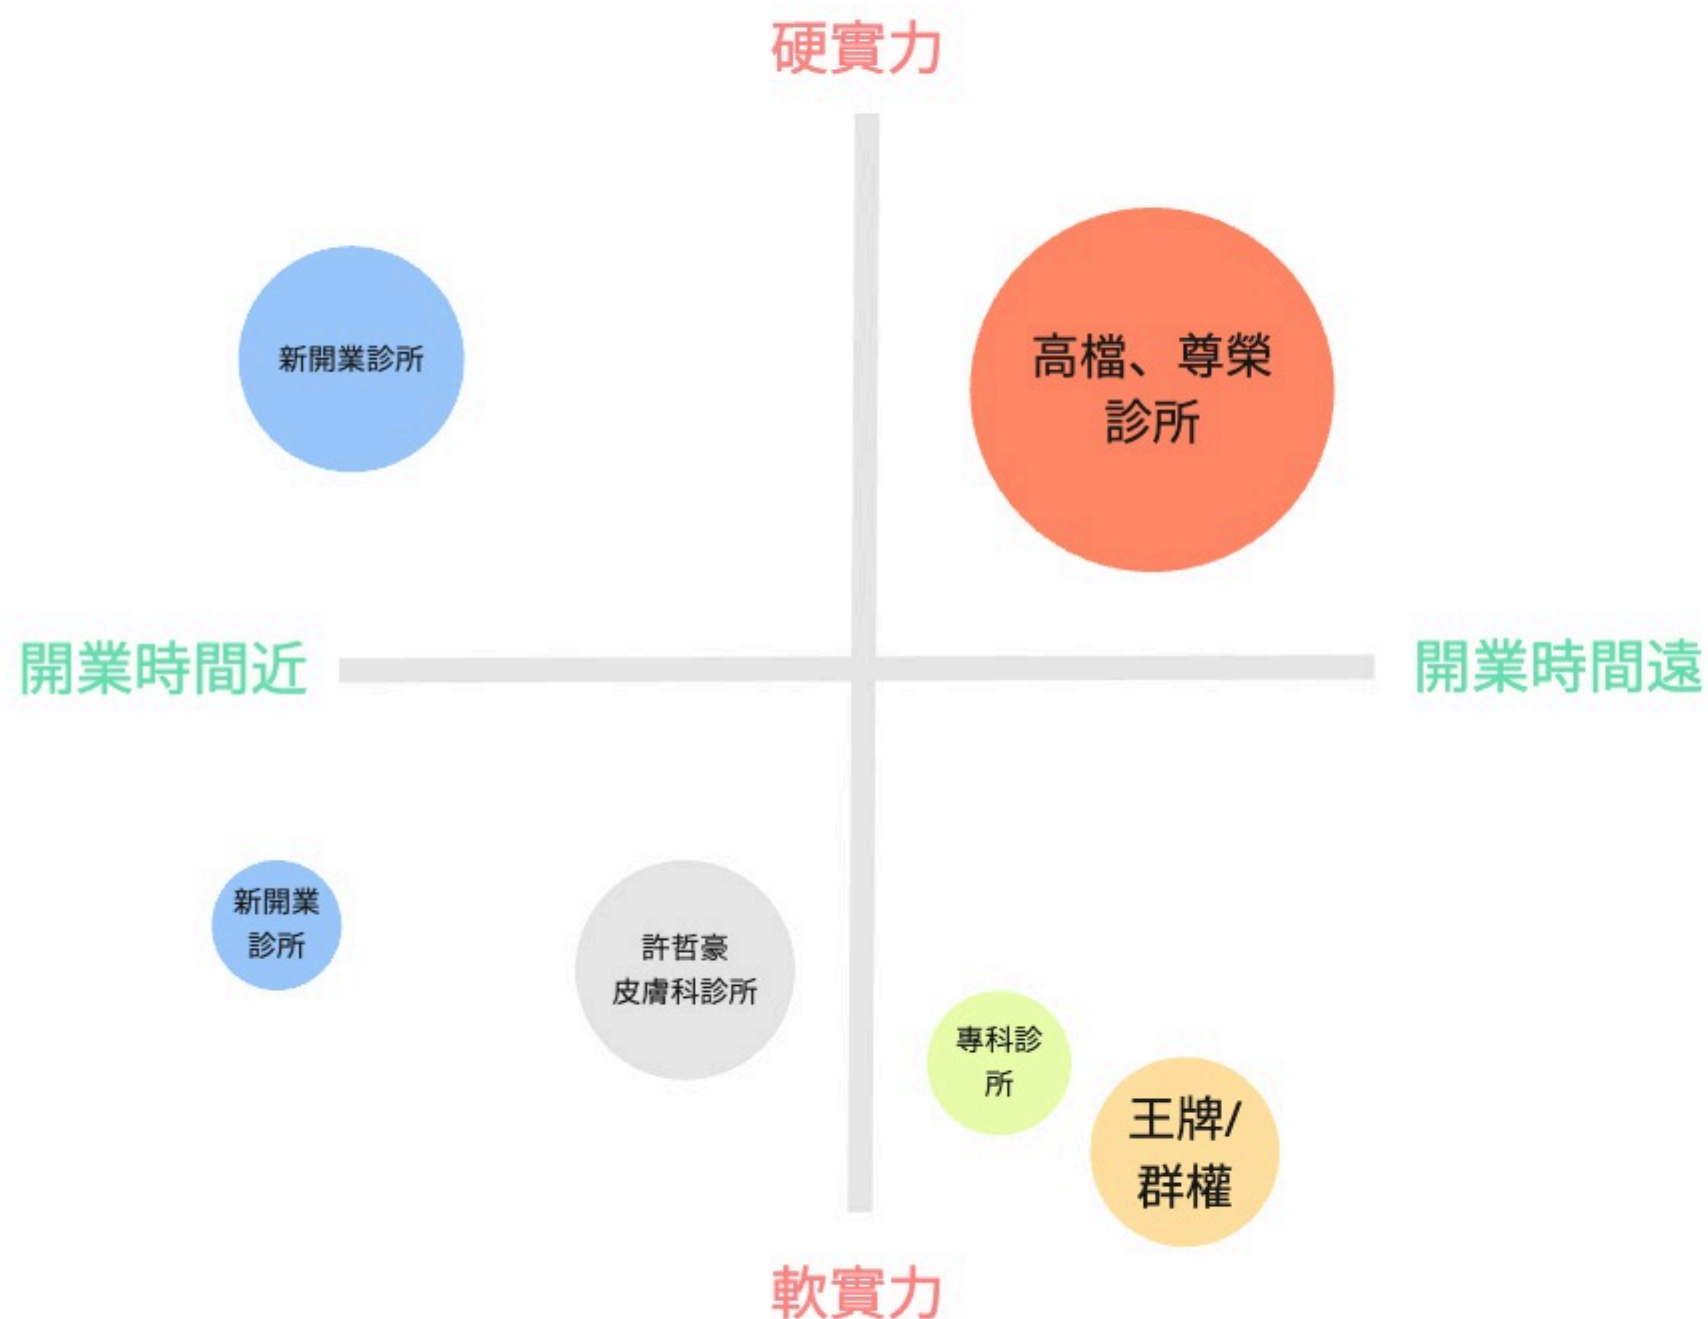 硬實力
新開業診所
高檔、尊榮
診所
開業時間近
開業時間遠
新開業
診所
許哲豪
皮膚科診所
專科診
所
王牌/
群權
軟實力